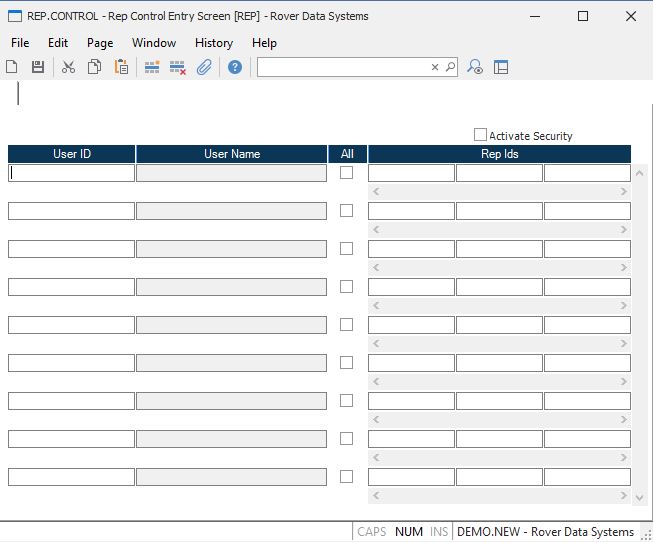 REP.CONTROL - Rep Control Entry Screen [REP] - Rover Data Systems
File Edit Page Window History Help
Activate Security
User ID User Name All Rep Ids
CAPS NUM INS DEMO.NEW - Rover Data Systems